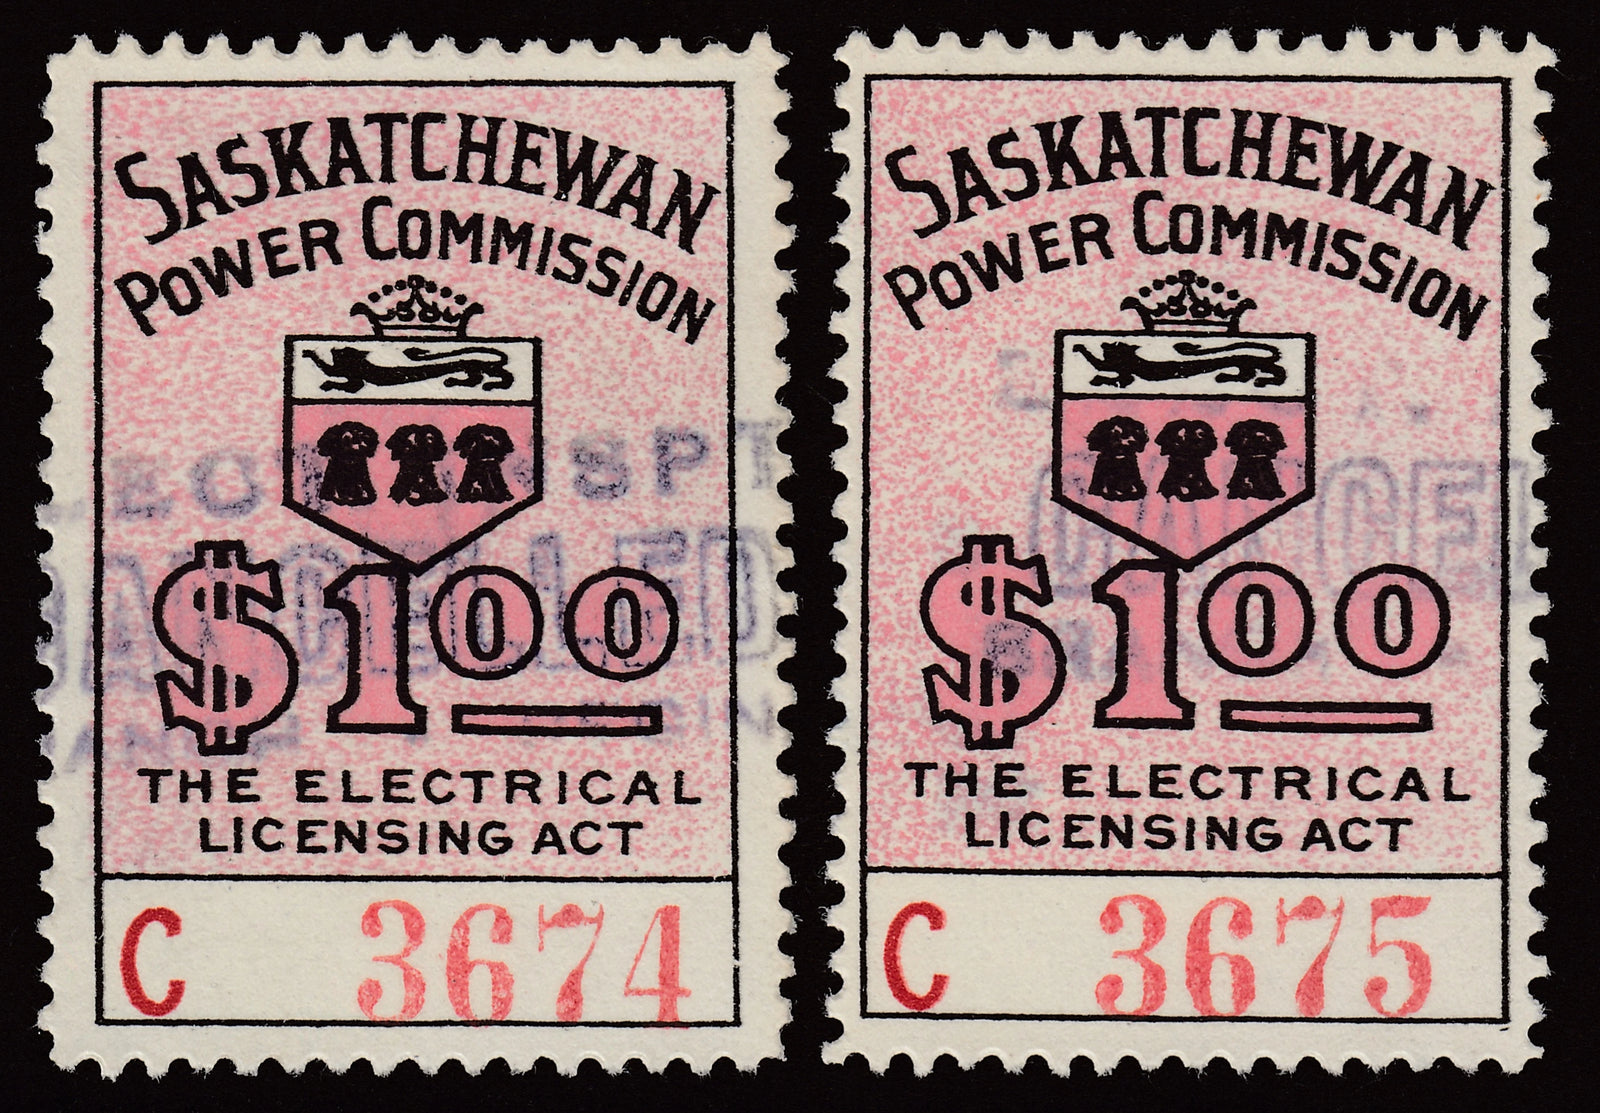 SASKATCHEWAN
POWER COMMISSION
$1.00
THE ELECTRICAL
LICENSING ACT
C 3674
SASKATCHEWAN
POWER COMMISSION
$1.00
THE ELECTRICAL
LICENSING ACT
C 3675